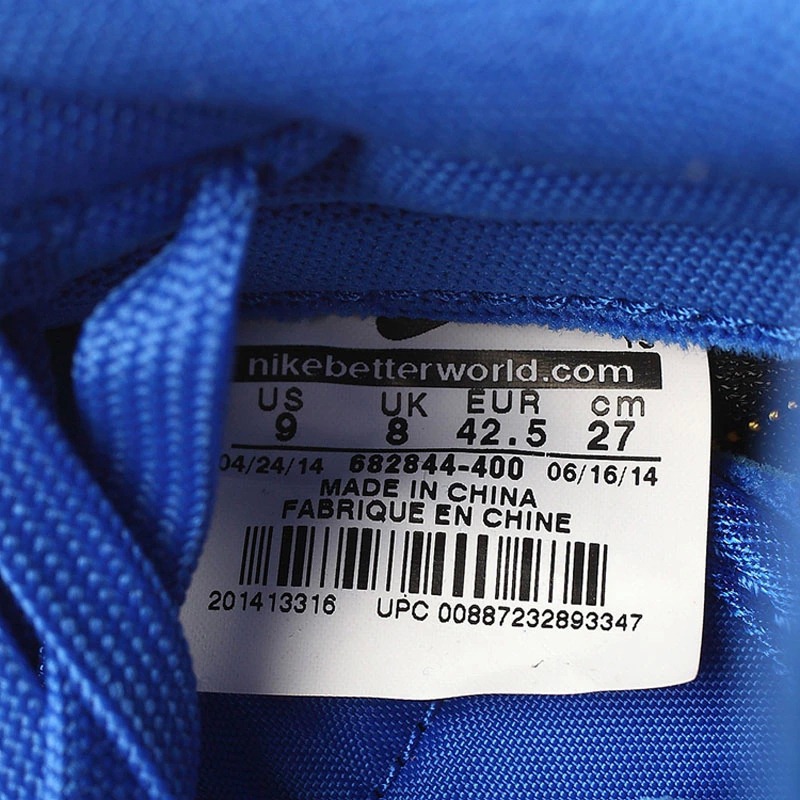 nikebetterworld.com
US UK EUR cm
9 8 42.5 27
04/24/14 682844-400 06/16/14
MADE IN CHINA
FABRIQUE EN CHINE
201413316 UPC 00887232893347